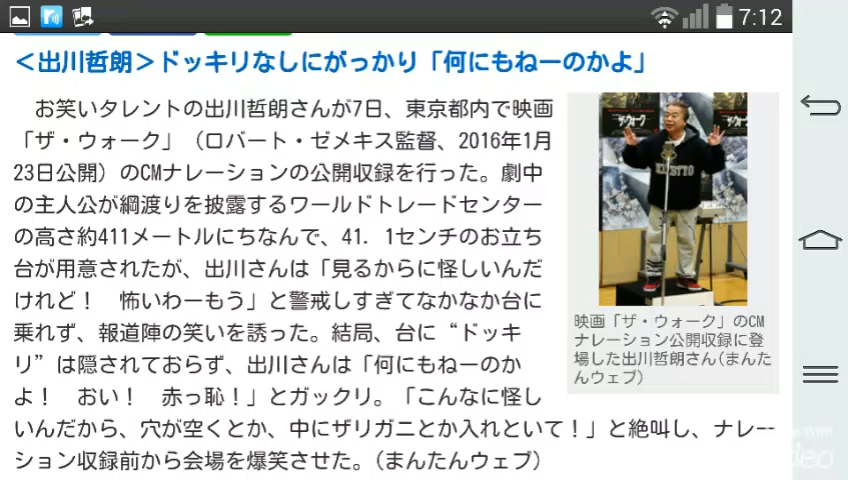 7:12
＜出川哲朗＞ドッキリなしにがっかり「何にもねーのかよ」
お笑いタレントの出川哲朗さんが7日、東京都内で映画
「ザ・ウォーク」（ロバート・ゼメキス監督、2016年1月
23日公開）のCMナレーションの公開収録を行った。劇中
の主人公が綱渡りを披露するワールドトレードセンター
の高さ約411メートルにちなんで、41．1センチのお立ち
台が用意されたが、出川さんは「見るからに怪しいんだ
けれど！　怖いわーもう」と警戒しすぎてなかなか台に
乗れず、報道陣の笑いを誘った。結局、台に“ドッキ
リ”は隠されておらず、出川さんは「何にもねーのか
よ！　おい！　赤っ恥！」とガックリ。「こんなに怪し
いんだから、穴が空くとか、中にザリガニとか入れといて！」と絶叫し、ナレー
ション収録前から会場を爆笑させた。（まんたんウェブ）
映画「ザ・ウォーク」のCM
ナレーション公開収録に登
場した出川哲朗さん(まんた
んウェブ)